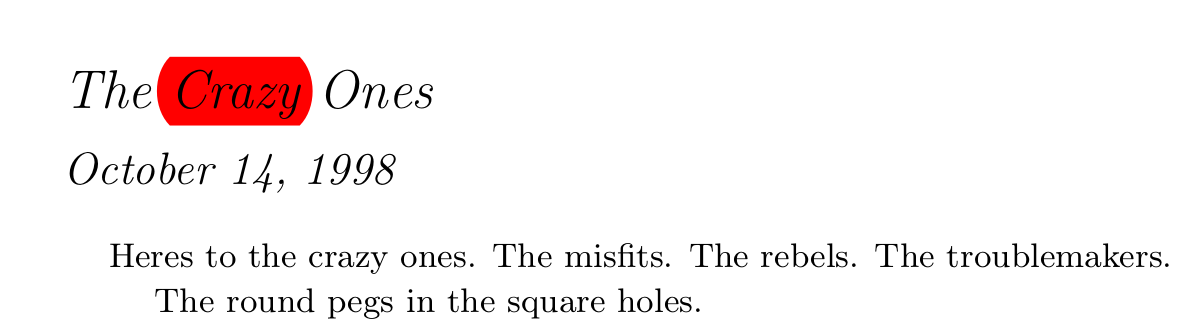 The Crazy Ones
October 14, 1998
Heres to the crazy ones. The misfits. The rebels. The troublemakers.
The round pegs in the square holes.